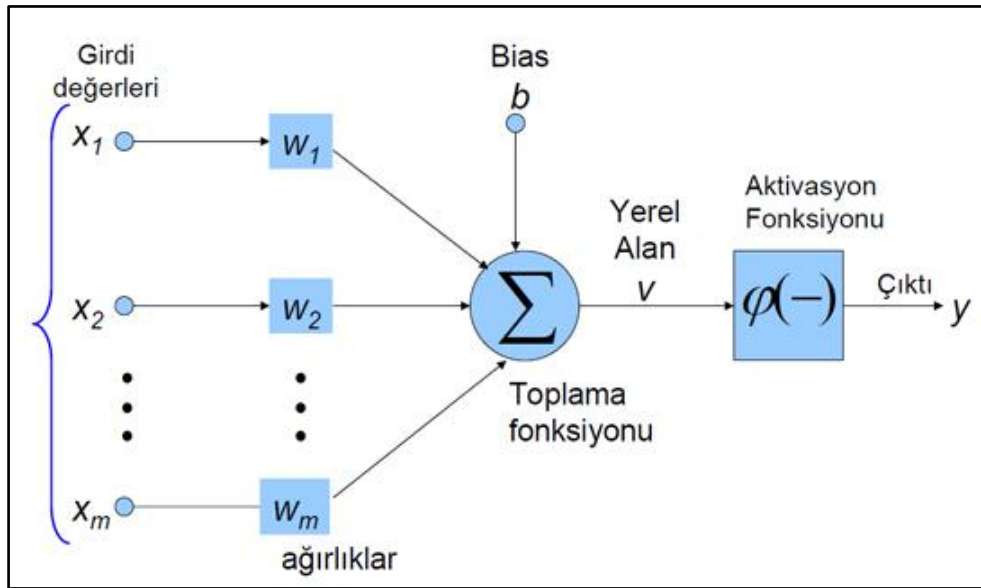 Girdi
değerleri
x1
w1
x2
w2
xm
wm
ağırlıklar
Bias
b
∑
Toplama
fonksiyonu
Yerel
Alan
v
Aktivasyon
Fonksiyonu
φ(−)
Çıktı
y